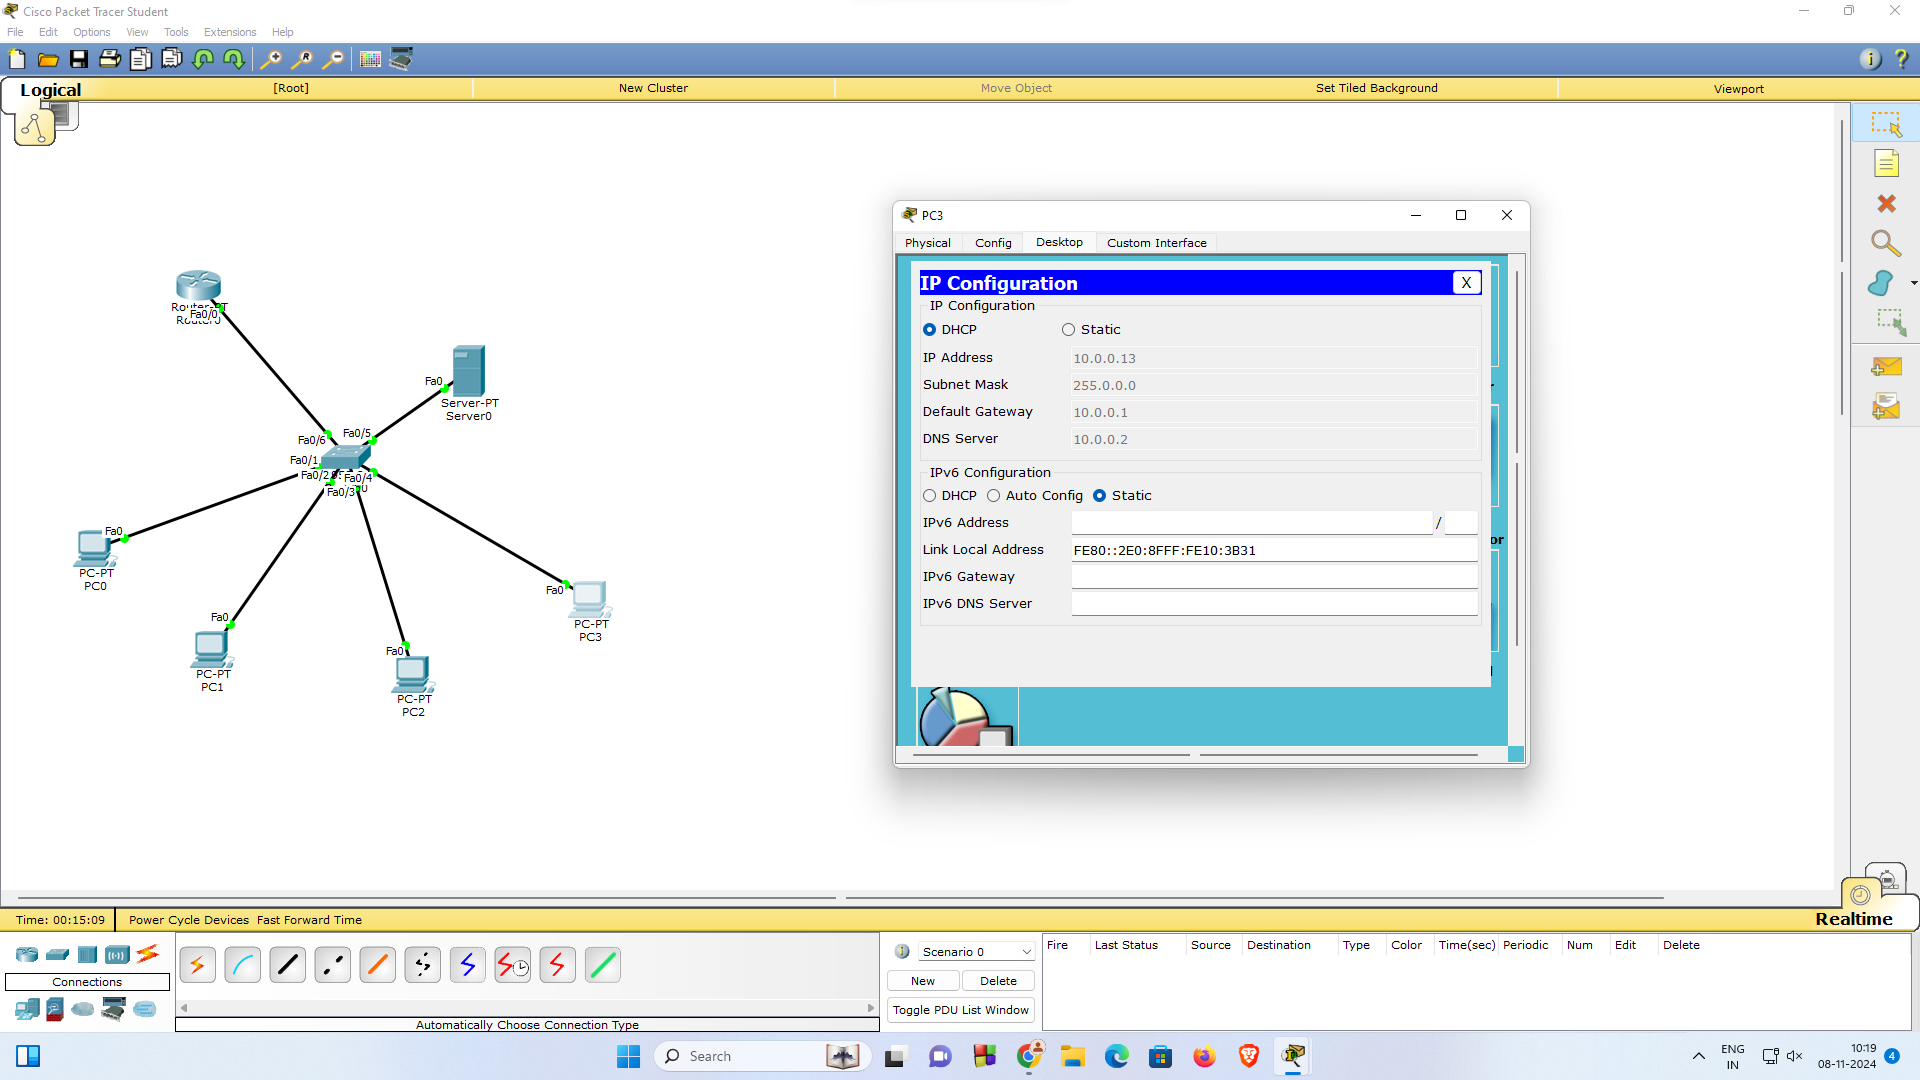 Cisco Packet Tracer Student
File Edit Options View Tools Extensions Help
Logical [Root] New Cluster Move Object Set Tiled Background Viewport
Router-PT
Fa0/0
Router0
Fa0
Server-PT
Server0
Fa0/6 Fa0/5
Fa0/1
Fa0/2 Fa0/4
Fa0/3
Fa0
PC-PT
PC0
Fa0
PC-PT
PC1
Fa0
PC-PT
PC2
Fa0
PC-PT
PC3
PC3
Physical Config Desktop Custom Interface
IP Configuration X
IP Configuration
DHCP Static
IP Address 10.0.0.13
Subnet Mask 255.0.0.0
Default Gateway 10.0.0.1
DNS Server 10.0.0.2
IPv6 Configuration
DHCP Auto Config Static
IPv6 Address /
Link Local Address FE80::2E0:8FFF:FE10:3B31
IPv6 Gateway
IPv6 DNS Server
or
Time: 00:15:09 Power Cycle Devices Fast Forward Time Realtime
Connections
Automatically Choose Connection Type
Scenario 0
New Delete
Toggle PDU List Window
Fire Last Status Source Destination Type Color Time(sec) Periodic Num Edit Delete
Search
ENG
IN
10:19
08-11-2024
4